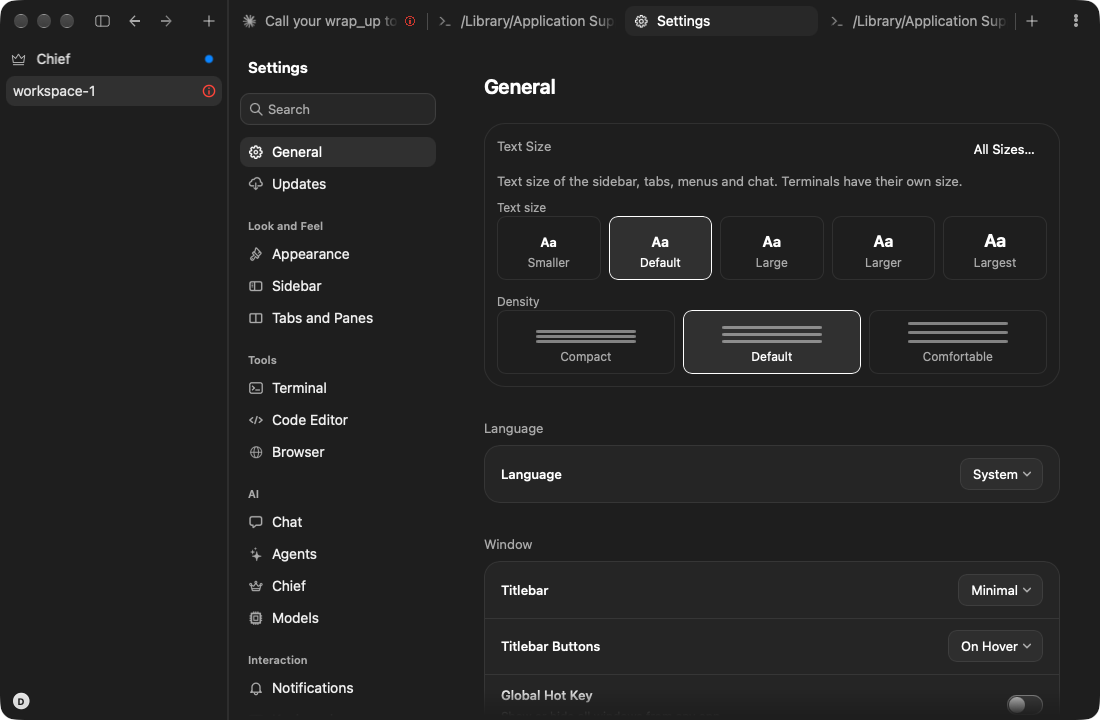 Call your wrap_up to
/Library/Application Sup
Settings
/Library/Application Sup
Chief
workspace-1
D
Settings
Search
General
Updates
Look and Feel
Appearance
Sidebar
Tabs and Panes
Tools
Terminal
Code Editor
Browser
AI
Chat
Agents
Chief
Models
Interaction
Notifications
General
Text Size
All Sizes...
Text size of the sidebar, tabs, menus and chat. Terminals have their own size.
Text size
Aa Aa Aa Aa Aa
Smaller Default Large Larger Largest
Density
Compact Default Comfortable
Language
Language System
Window
Titlebar Minimal
Titlebar Buttons On Hover
Global Hot Key